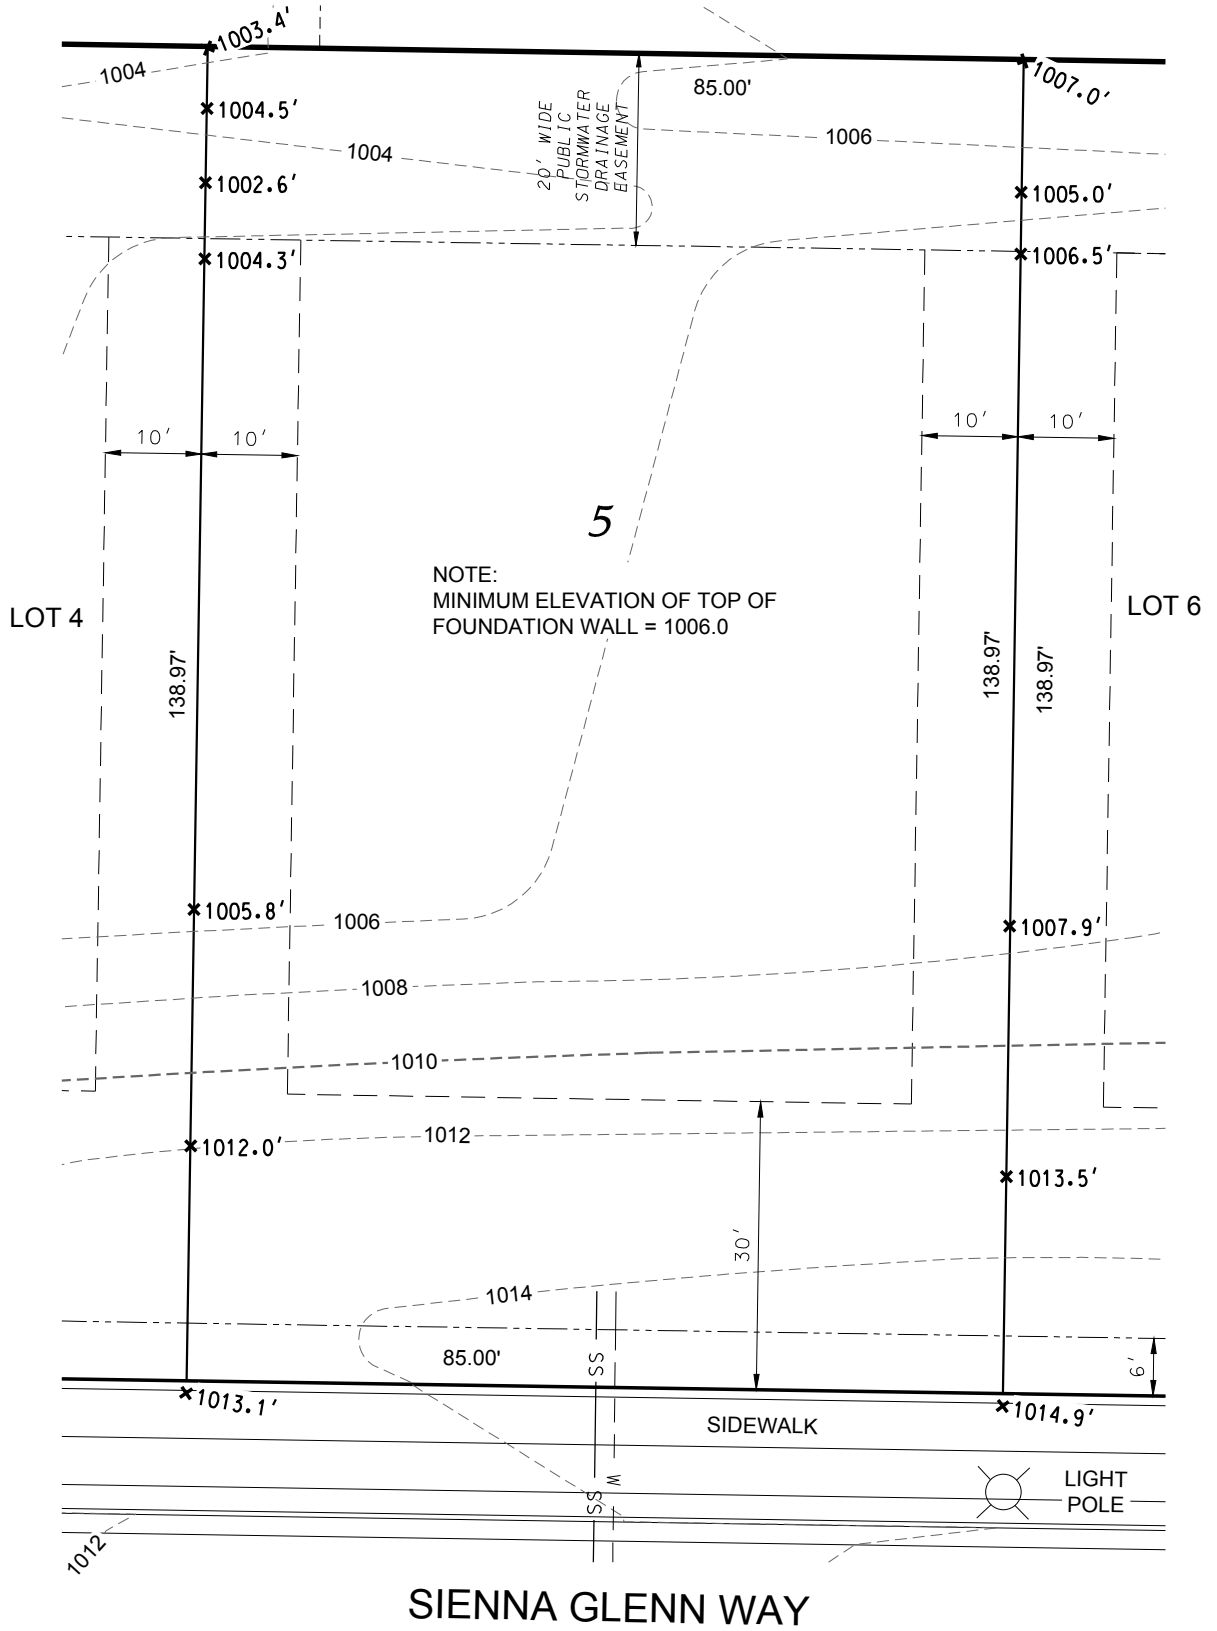 1003.4'
1004
1007.0'
85.00'
1004.5'
20' WIDE
PUBLIC
STORMWATER
DRAINAGE
EASEMENT
1006
1004
1002.6'
1005.0'
1004.3'
1006.5'
10'
10'
10'
10'
5
NOTE:
MINIMUM ELEVATION OF TOP OF
FOUNDATION WALL = 1006.0
LOT 4
LOT 6
138.97'
138.97'
138.97'
1005.8'
1006
1007.9'
1008
1010
1012
1012.0'
1013.5'
30'
1014
85.00'
SS
6'
1013.1'
1014.9'
SIDEWALK
W
SS
LIGHT
POLE
1012
SIENNA GLENN WAY